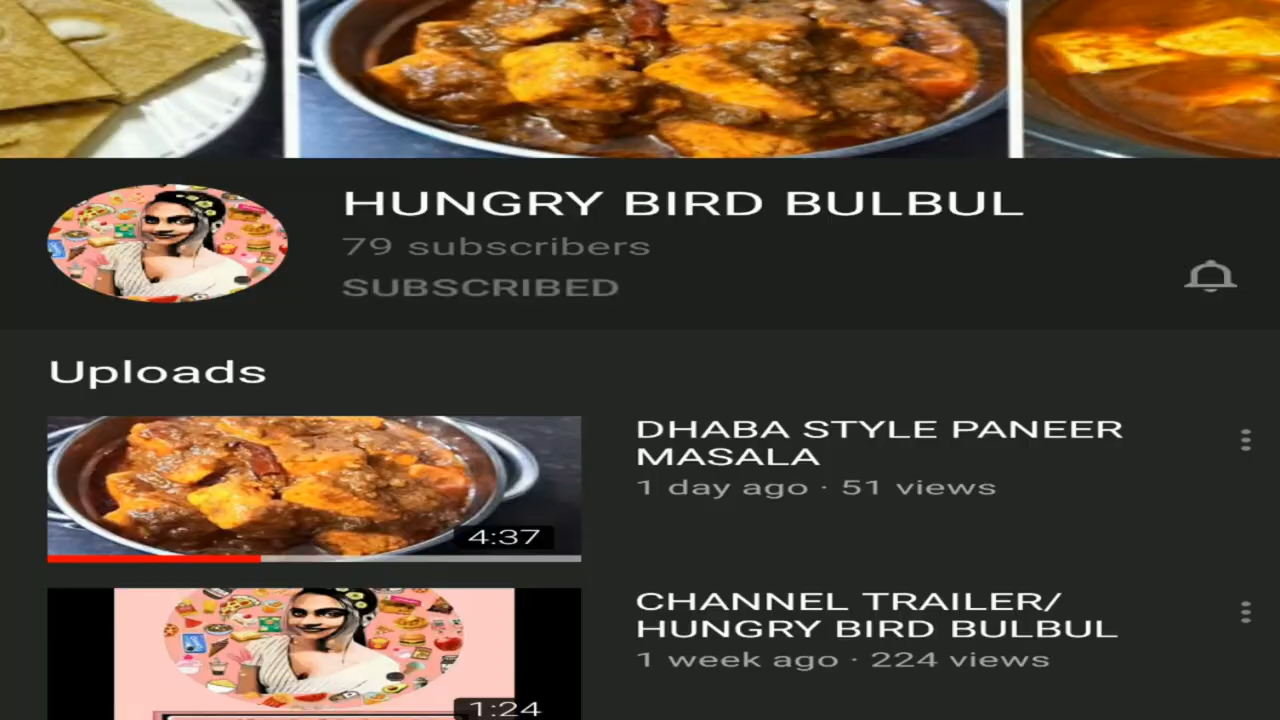 HUNGRY BIRD BULBUL
79 subscribers
SUBSCRIBED
Uploads
4:37
DHABA STYLE PANEER
MASALA
1 day ago · 51 views
1:24
CHANNEL TRAILER/
HUNGRY BIRD BULBUL
1 week ago · 224 views